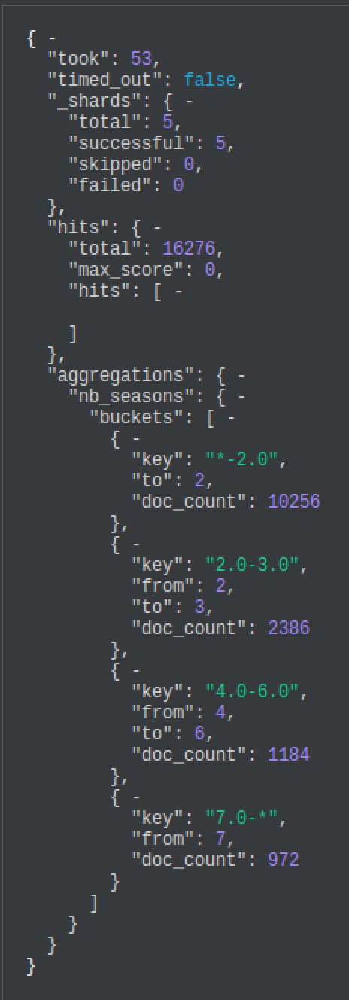 { -
  "took": 53,
  "timed_out": false,
  "_shards": { -
    "total": 5,
    "successful": 5,
    "skipped": 0,
    "failed": 0
  },
  "hits": { -
    "total": 16276,
    "max_score": 0,
    "hits": [ -

    ]
  },
  "aggregations": { -
    "nb_seasons": { -
      "buckets": [ -
        { -
          "key": "*-2.0",
          "to": 2,
          "doc_count": 10256
        },
        { -
          "key": "2.0-3.0",
          "from": 2,
          "to": 3,
          "doc_count": 2386
        },
        { -
          "key": "4.0-6.0",
          "from": 4,
          "to": 6,
          "doc_count": 1184
        },
        { -
          "key": "7.0-*",
          "from": 7,
          "doc_count": 972
        }
      ]
    }
  }
}